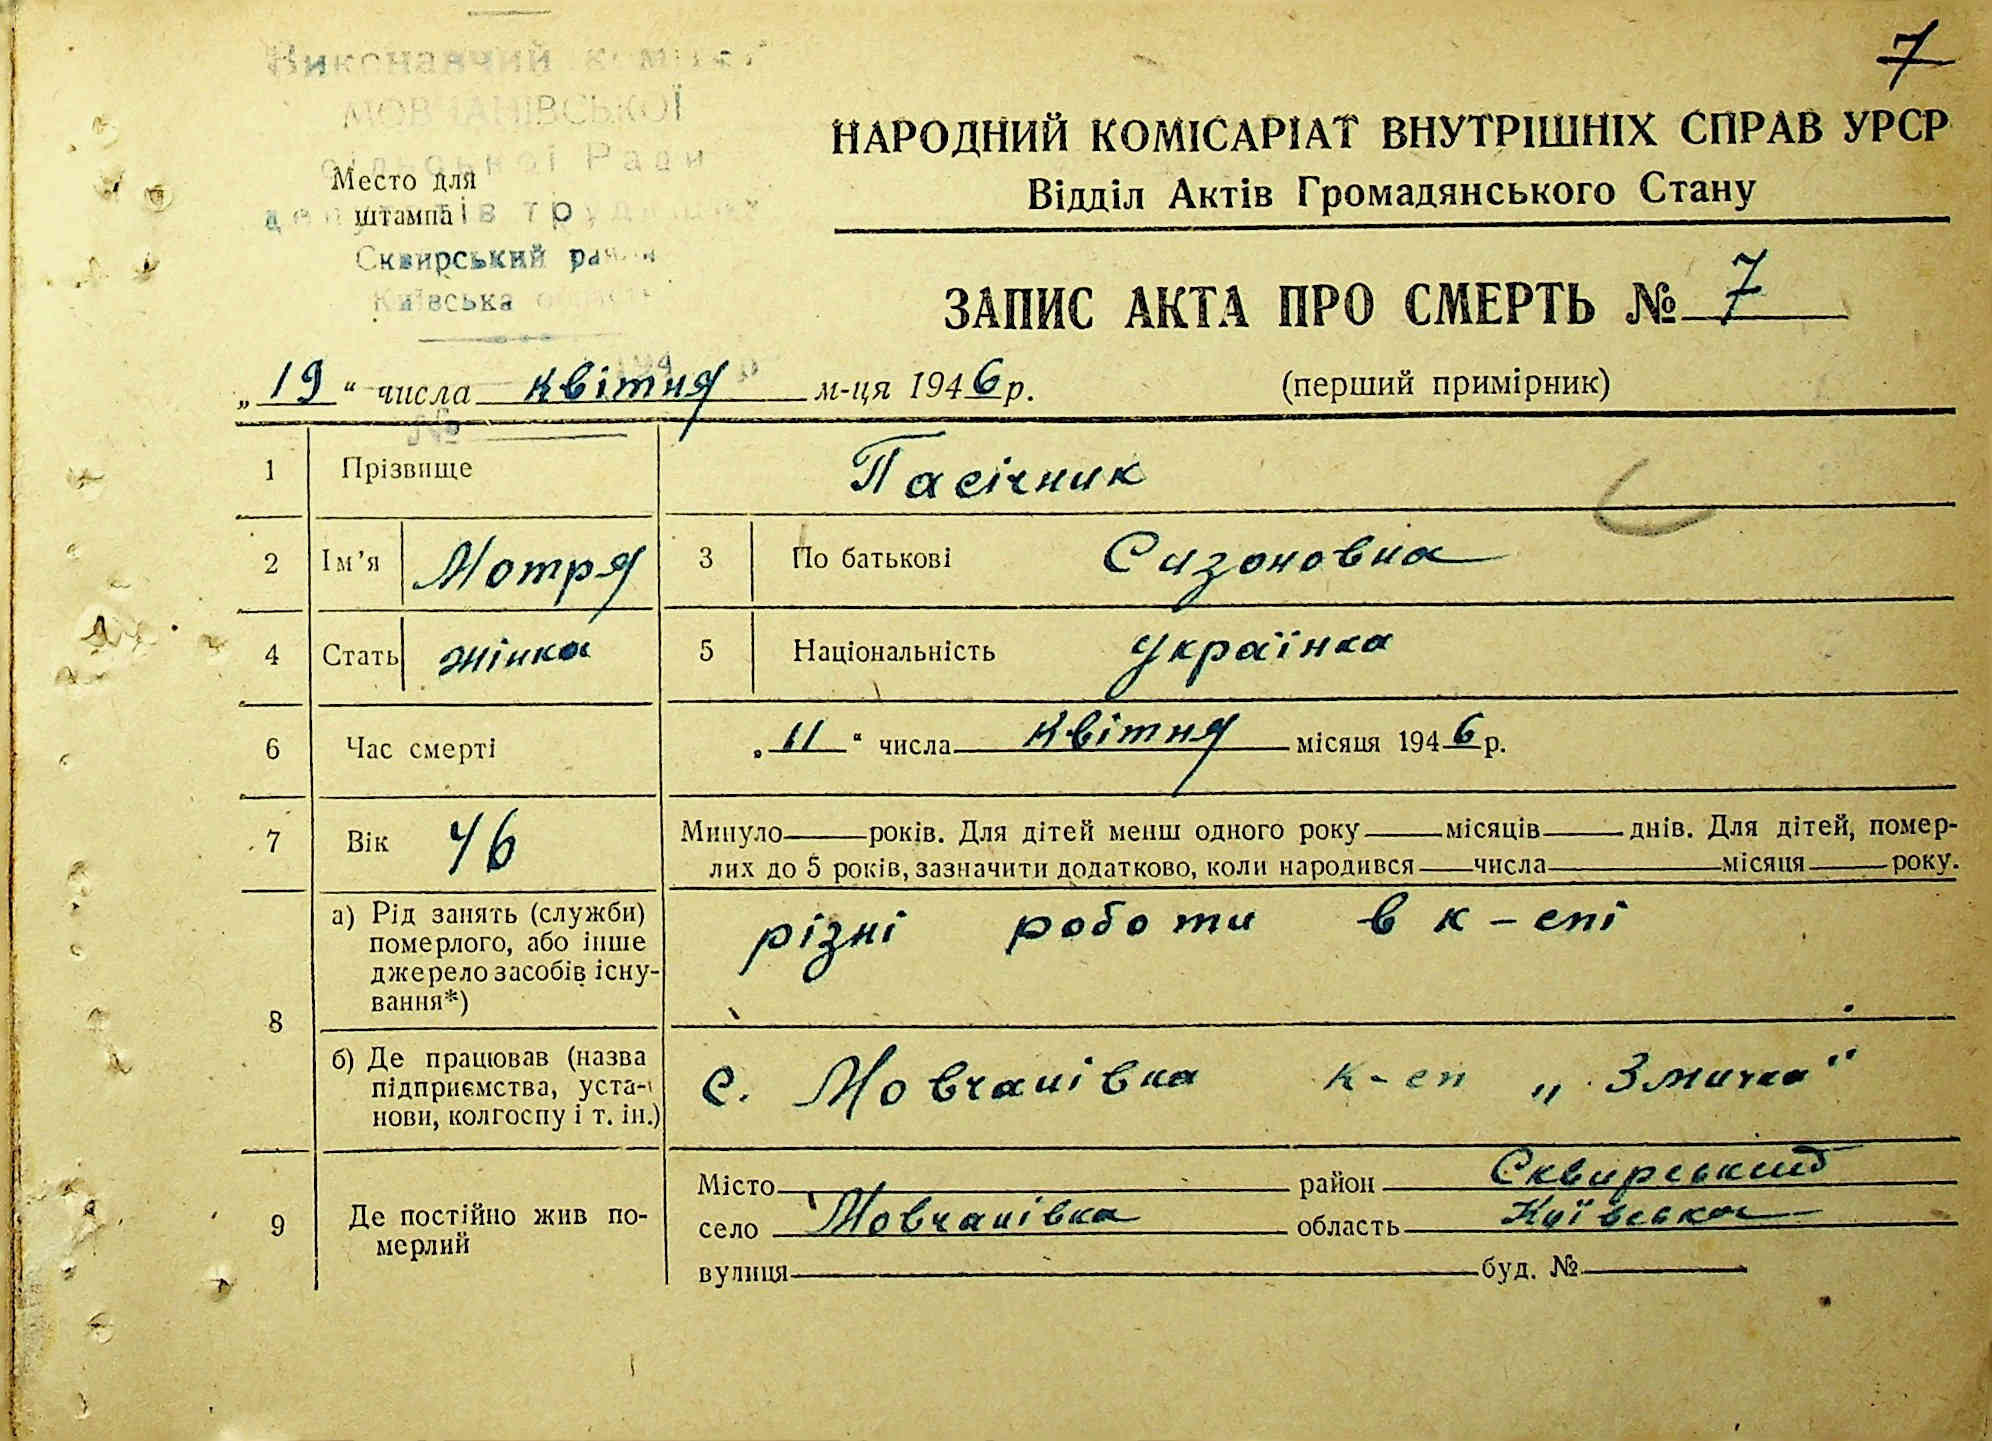 7
Виконавчий комітет
МОВЧАНІВСЬКОЇ
сільської Ради
депутатів трудящих
Сквирський район
Київська область
194 р
№
Место для
штампа
НАРОДНИЙ КОМІСАРІАТ ВНУТРІШНІХ СПРАВ УРСР
Відділ Актів Громадянського Стану
ЗАПИС АКТА ПРО СМЕРТЬ № 7
„19“ числа квітня м-ця 1946 р.
(перший примірник)
1 Прізвище Пасічник
2 Ім’я Мотря 3 По батькові Сизоновна
4 Стать жінка 5 Національність українка
6 Час смерті „11“ числа квітня місяця 1946 р.
7 Вік 46 Минуло років. Для дітей менш одного року місяців днів. Для дітей, помер-
лих до 5 років, зазначити додатково, коли народився числа місяця року.
8 а) Рід занять (служби)
померлого, або інше
джерело засобів існу-
вання*)
різні роботи в к-спі
б) Де працював (назва
підприємства, уста-
нови, колгоспу і т. ін.)
с. Мовчанівка к-сп „Змичка“
9 Де постійно жив по-
мерлий
Місто район Сквирський
село Мовчанівка область Київська
вулиця буд. №